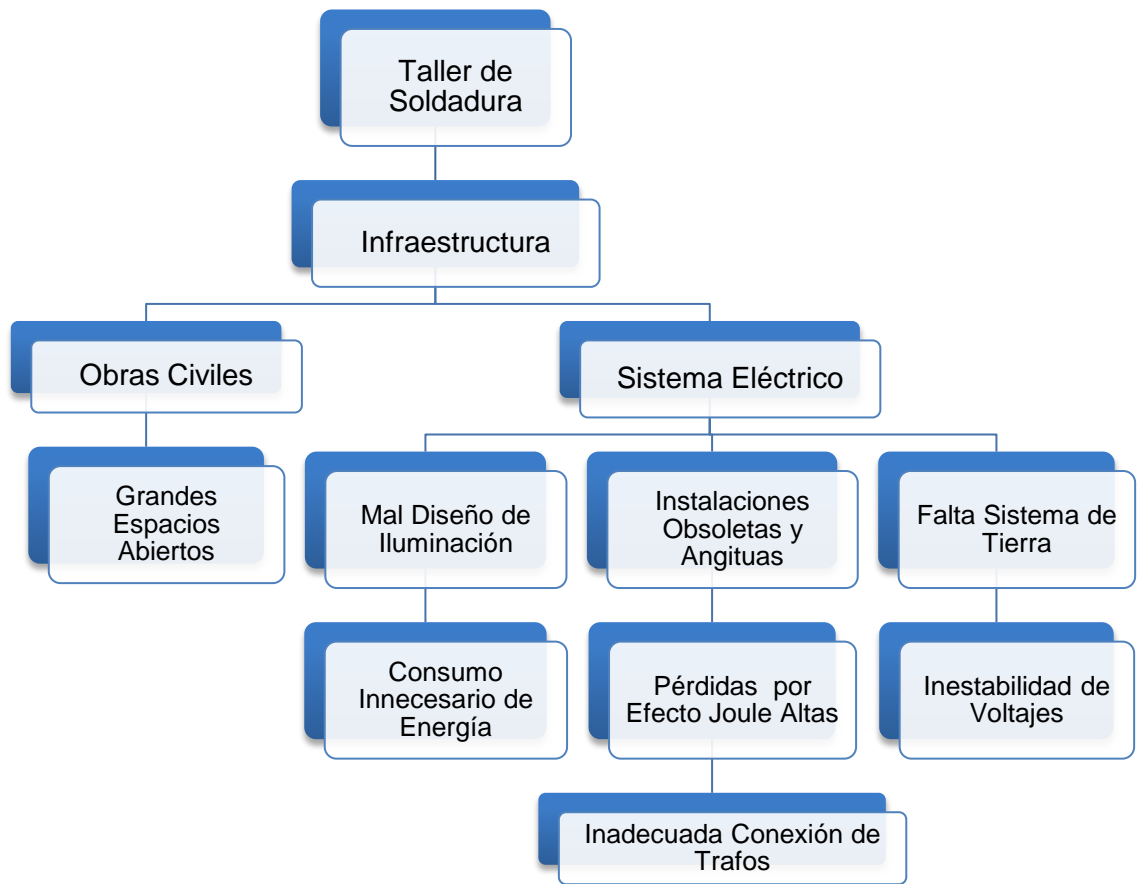 Taller de
Soldadura
Infraestructura
Obras Civiles
Sistema Eléctrico
Grandes
Espacios
Abiertos
Mal Diseño de
Iluminación
Instalaciones
Obsoletas y
Angituas
Falta Sistema de
Tierra
Consumo
Innecesario de
Energía
Pérdidas por
Efecto Joule Altas
Inestabilidad de
Voltajes
Inadecuada Conexión de
Trafos